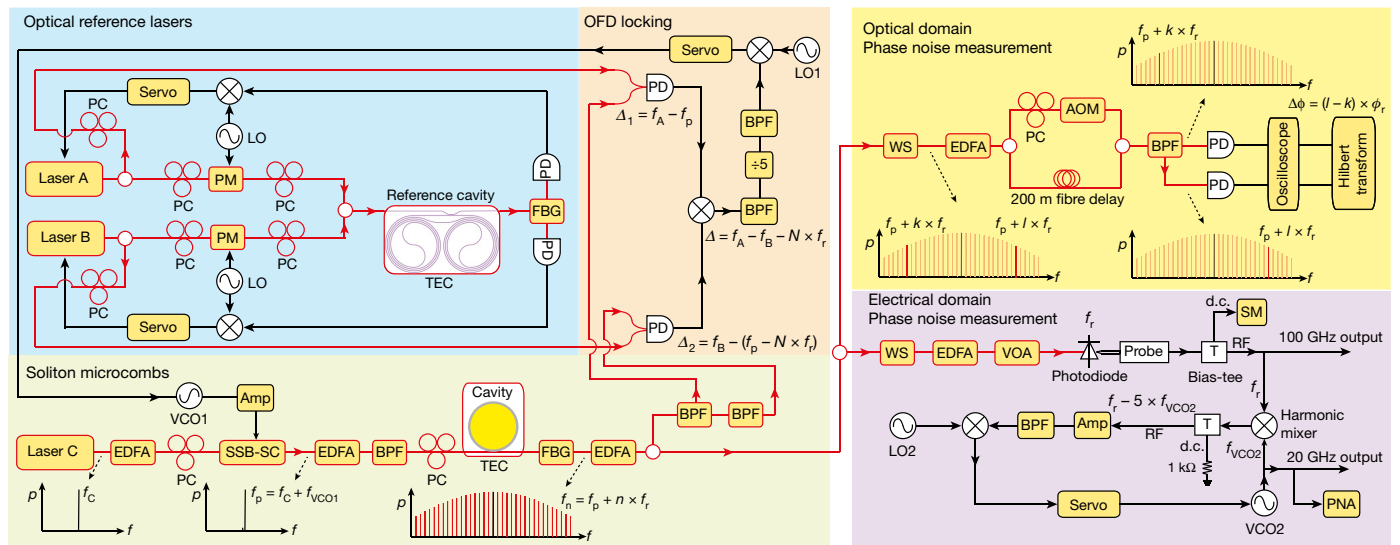 Optical reference lasers
Servo
PC
LO
Laser A
PC
PM
PC
Reference cavity
TEC
PD
FBG
PD
Laser B
PC
PM
PC
LO
PC
Servo
OFD locking
Servo
LO1
PD
Δ1 = fA – fp
BPF
÷5
BPF
Δ = fA – fB – N × fr
PD
Δ2 = fB – (fp – N × fr)
Soliton microcombs
VCO1
Amp
Laser C
EDFA
PC
SSB-SC
EDFA
BPF
PC
Cavity
TEC
FBG
EDFA
BPF
BPF
p
fC
f
p
fp = fC + fVCO1
f
p
fn = fp + n × fr
f
Optical domain
Phase noise measurement
fp + k × fr
p
f
WS
EDFA
PC
AOM
200 m fibre delay
BPF
PD
PD
Δϕ = (l – k) × ϕr
Oscilloscope
Hilbert
transform
fp + k × fr
fp + l × fr
p
f
fp + l × fr
p
f
Electrical domain
Phase noise measurement
WS
EDFA
VOA
fr
Photodiode
Probe
d.c.
SM
T
RF
Bias-tee
100 GHz output
fr
fr – 5 × fVCO2
LO2
BPF
Amp
RF
T
d.c.
1 kΩ
Harmonic
mixer
fVCO2
20 GHz output
Servo
VCO2
PNA